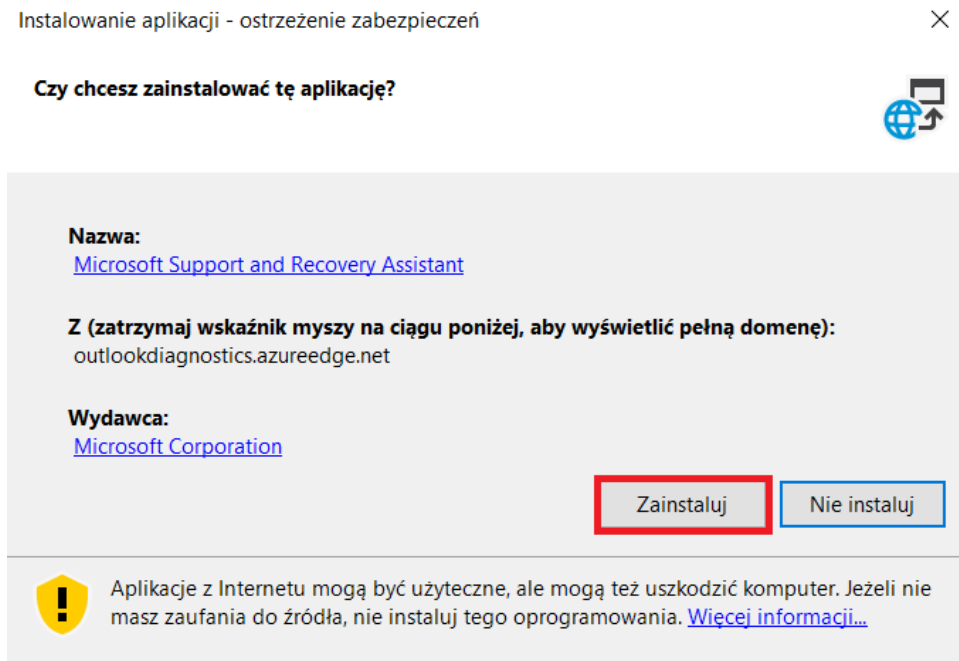 Instalowanie aplikacji - ostrzeżenie zabezpieczeń
Czy chcesz zainstalować tę aplikację?
Nazwa:
Microsoft Support and Recovery Assistant
Z (zatrzymaj wskaźnik myszy na ciągu poniżej, aby wyświetlić pełną domenę):
outlookdiagnostics.azureedge.net
Wydawca:
Microsoft Corporation
Zainstaluj
Nie instaluj
Aplikacje z Internetu mogą być użyteczne, ale mogą też uszkodzić komputer. Jeżeli nie
masz zaufania do źródła, nie instaluj tego oprogramowania. Więcej informacji...